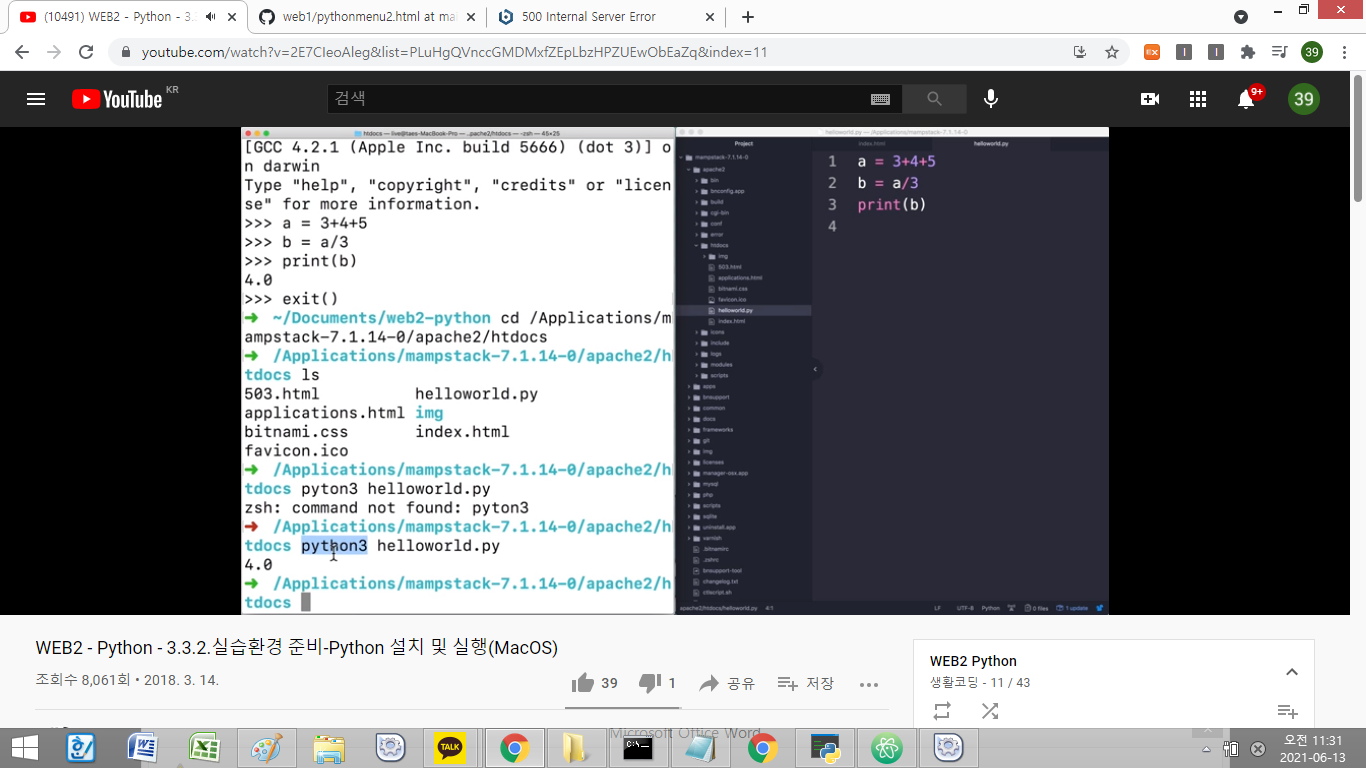 (10491) WEB2 - Python - 3.
web1/pythonmenu2.html at ma
500 Internal Server Error
youtube.com/watch?v=2E7CIeoAleg&list=PLuHgQVnccGMDMxfZEpLbzHPZUEwObEaZq&index=11
EX
I
I
39
YouTube KR
검색
9+
39
htdocs — live@taes-MacBook-Pro — ..pache2/htdocs — -zsh — 45×25
[GCC 4.2.1 (Apple Inc. build 5666) (dot 3)] o
n darwin
Type "help", "copyright", "credits" or "licen
se" for more information.
>>> a = 3+4+5
>>> b = a/3
>>> print(b)
4.0
>>> exit()
➜ ~/Documents/web2-python cd /Applications/m
ampstack-7.1.14-0/apache2/htdocs
➜ /Applications/mampstack-7.1.14-0/apache2/h
tdocs ls
503.html helloworld.py
applications.html img
bitnami.css index.html
favicon.ico
➜ /Applications/mampstack-7.1.14-0/apache2/h
tdocs pyton3 helloworld.py
zsh: command not found: pyton3
➜ /Applications/mampstack-7.1.14-0/apache2/h
tdocs python3 helloworld.py
4.0
➜ /Applications/mampstack-7.1.14-0/apache2/h
tdocs
helloworld.py — /Applications/mampstack-7.1.14-0
Project
index.html
helloworld.py
mampstack-7.1.14-0
apache2
bin
bnconfig.app
build
cgi-bin
conf
error
htdocs
img
503.html
applications.html
bitnami.css
favicon.ico
helloworld.py
index.html
icons
include
logs
modules
scripts
apps
bnsupport
common
docs
frameworks
git
img
licenses
manager-osx.app
mysql
php
scripts
sqlite
uninstall.app
varnish
.bitnamirc
.zshrc
bnsupport-tool
changelog.txt
ctlscript.sh
1 a = 3+4+5
2 b = a/3
3 print(b)
4
apache2/htdocs/helloworld.py 4:1
LF UTF-8 Python 0 files 1 update
WEB2 - Python - 3.3.2.실습환경 준비-Python 설치 및 실행(MacOS)
조회수 8,061회 • 2018. 3. 14.
39
1
공유
저장
WEB2 Python
생활코딩 - 11 / 43
Microsoft Office Word
TALK
C:\-
오전 11:31
2021-06-13